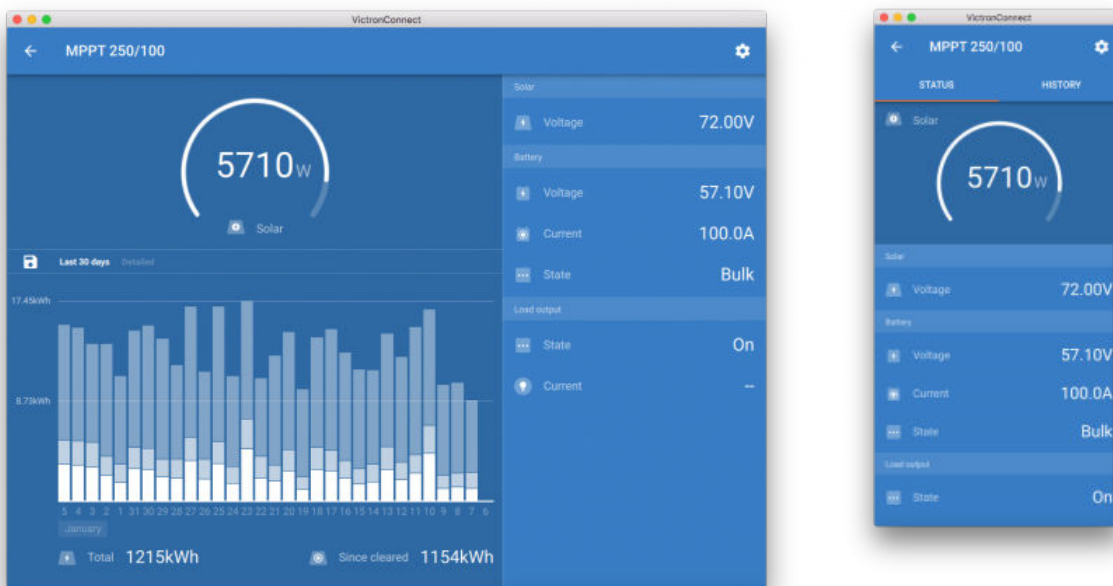 VictronConnect
MPPT 250/100
5710W
Solar
Last 30 days Detailed
17.45kWh
8.73kWh
5 4 3 2 1 31 30 29 28 27 26 25 24 23 22 21 20 19 18 17 16 15 14 13 12 11 10 9 8 7 6
January
Total 1215kWh
Since cleared 1154kWh
Solar
Voltage 72.00V
Battery
Voltage 57.10V
Current 100.0A
State Bulk
Load output
State On
Current --
VictronConnect
MPPT 250/100
STATUS HISTORY
Solar
5710W
Solar
Voltage 72.00V
Battery
Voltage 57.10V
Current 100.0A
State Bulk
Load output
State On